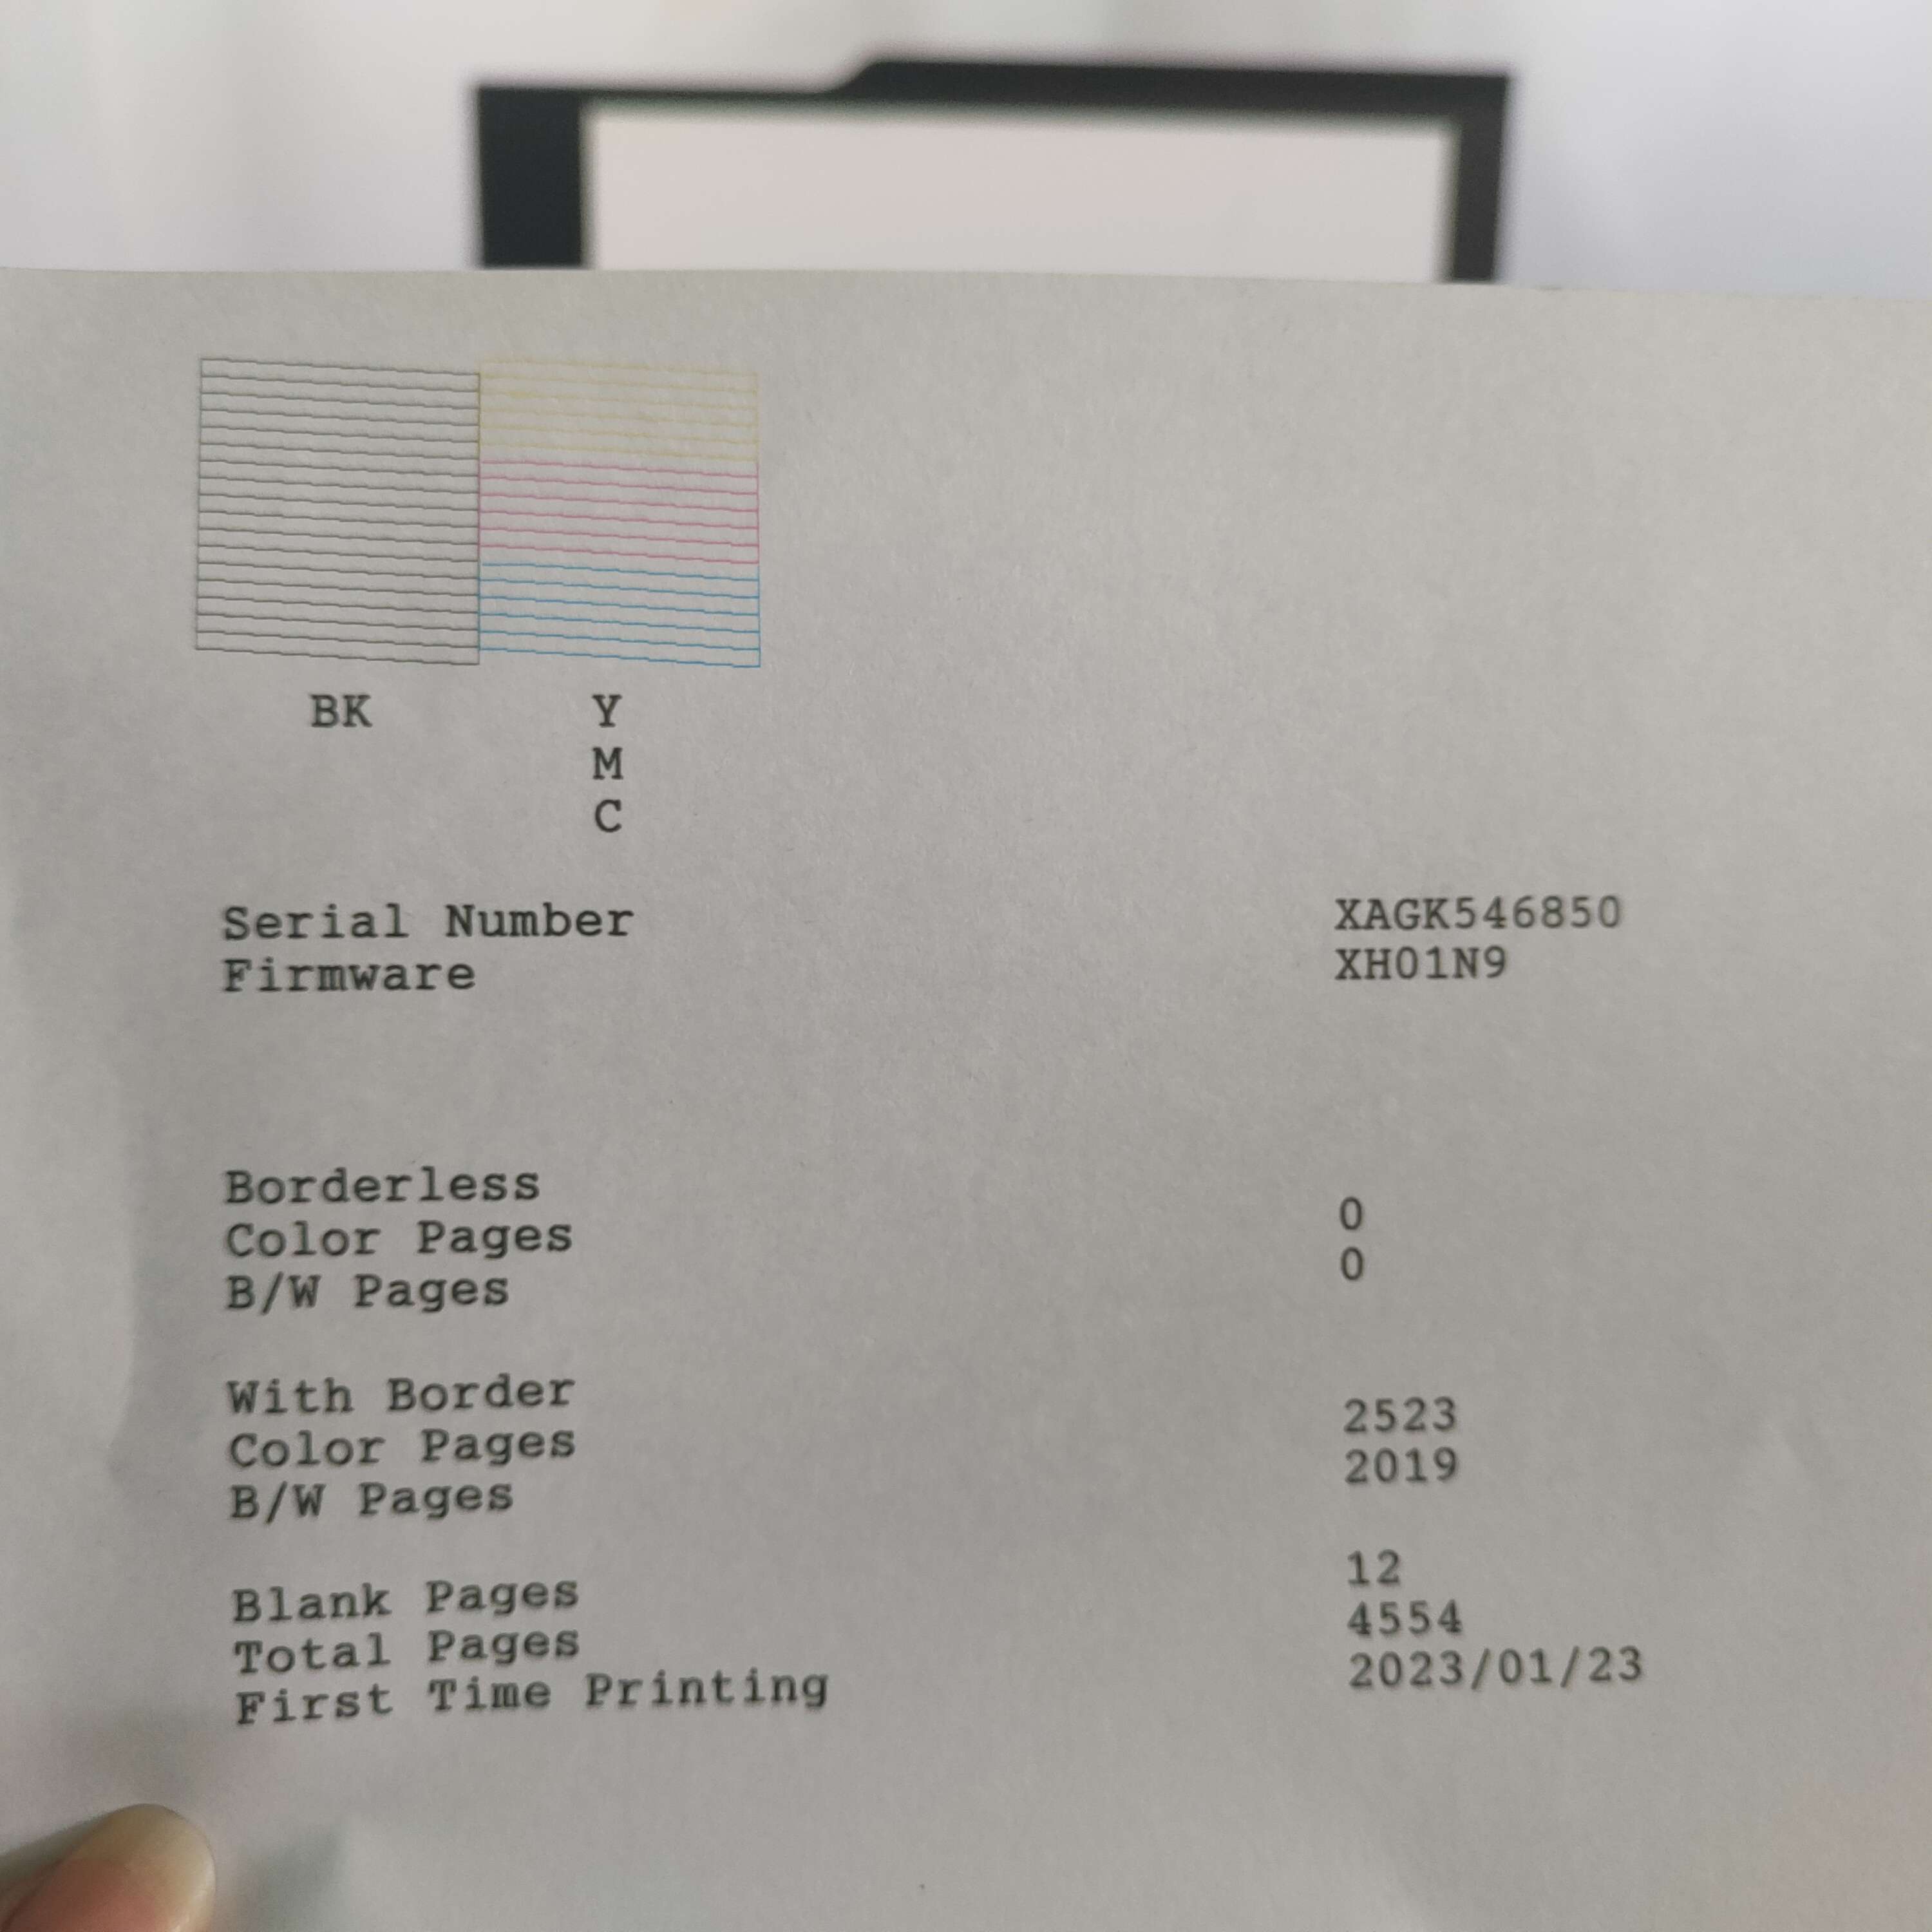 BK Y
M
C
Serial Number XAGK546850
Firmware XH01N9
Borderless
Color Pages 0
B/W Pages 0
With Border
Color Pages 2523
B/W Pages 2019
Blank Pages 12
Total Pages 4554
First Time Printing 2023/01/23